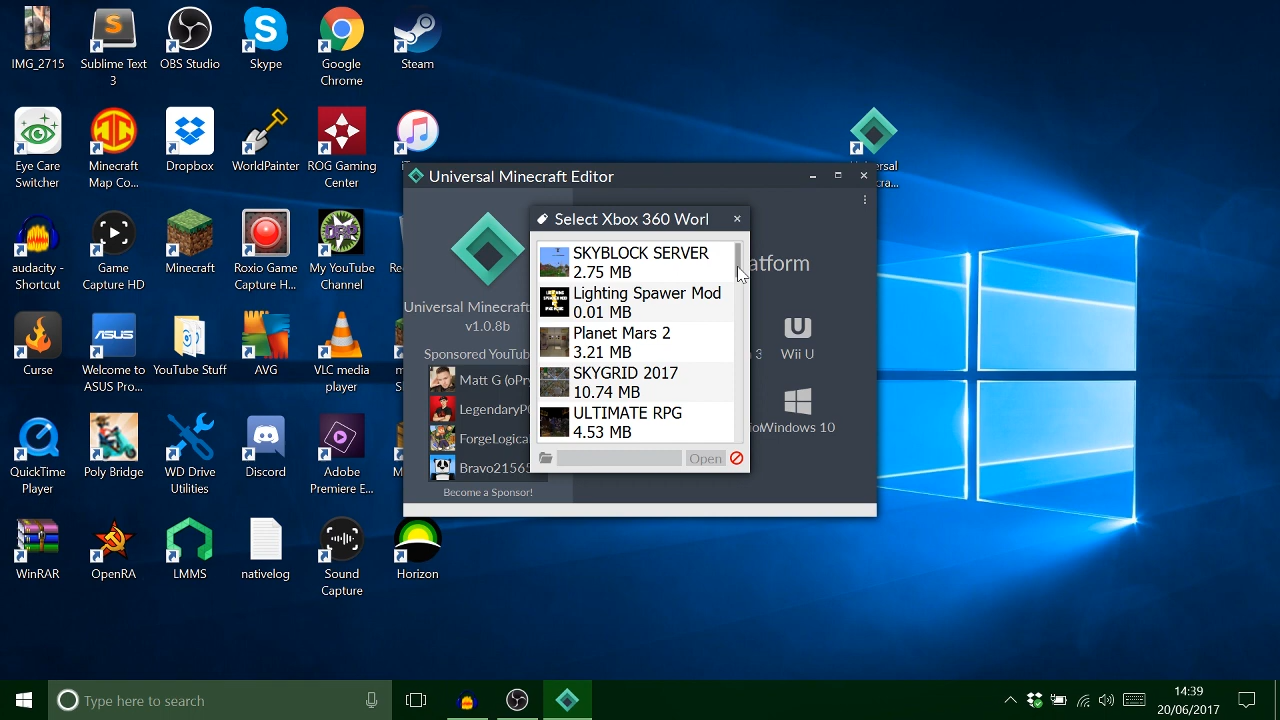 IMG_2715
Sublime Text
3
OBS Studio
Skype
Google
Chrome
Steam
Eye Care
Switcher
Minecraft
Map Co...
Dropbox
WorldPainter
ROG Gaming
Center
audacity -
Shortcut
Game
Capture HD
Minecraft
Roxio Game
Capture H...
My YouTube
Channel
Curse
ASUS
Welcome to
ASUS Pro...
YouTube Stuff
AVG
VLC media
player
QuickTime
Player
Poly Bridge
WD Drive
Utilities
Discord
Adobe
Premiere E...
WinRAR
OpenRA
LMMS
nativelog
Sound
Capture
Horizon
Universal Minecraft Editor
Universal Minecraft
v1.0.8b
Sponsored YouTub
Matt G (oPry
LegendaryP(
ForgeLogica
Bravo21565
Become a Sponsor!
atform
Wii U
Windows 10
Select Xbox 360 Worl
SKYBLOCK SERVER
2.75 MB
Lighting Spawer Mod
0.01 MB
Planet Mars 2
3.21 MB
SKYGRID 2017
10.74 MB
ULTIMATE RPG
4.53 MB
Open
Type here to search
14:39
20/06/2017